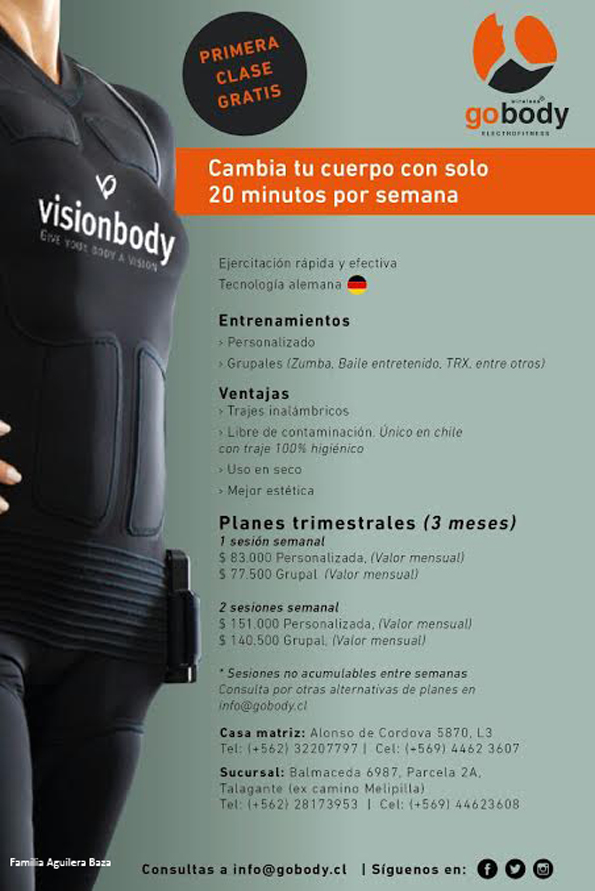 PRIMERA
CLASE
GRATIS
wireless
gobody
ELECTROFITNESS
Cambia tu cuerpo con solo
20 minutos por semana
visionbody
GIVE YOUR BODY A VISION
Ejercitación rápida y efectiva
Tecnología alemana
Entrenamientos
› Personalizado
› Grupales (Zumba, Baile entretenido, TRX, entre otros)
Ventajas
› Trajes inalámbricos
› Libre de contaminación. Único en chile
con traje 100% higiénico
› Uso en seco
› Mejor estética
Planes trimestrales (3 meses)
1 sesión semanal
$ 83.000 Personalizada, (Valor mensual)
$ 77.500 Grupal (Valor mensual)
2 sesiones semanal
$ 151.000 Personalizada, (Valor mensual)
$ 140.500 Grupal, (Valor mensual)
* Sesiones no acumulables entre semanas
Consulta por otras alternativas de planes en
info@gobody.cl
Casa matriz: Alonso de Cordova 5870, L3
Tel: (+562) 32207797 | Cel: (+569) 4462 3607
Sucursal: Balmaceda 6987, Parcela 2A,
Talagante (ex camino Melipilla)
Tel: (+562) 28173953 | Cel: (+569) 44623608
Familia Aguilera Baza
Consultas a info@gobody.cl | Síguenos en: